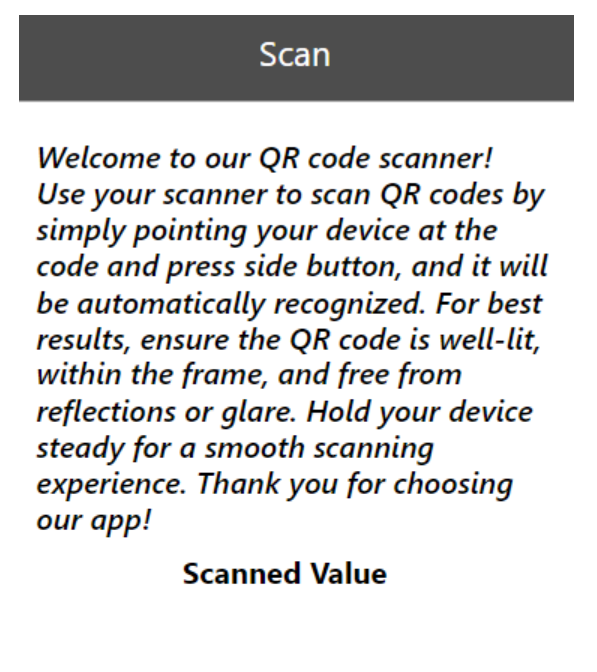 Scan
Welcome to our QR code scanner!
Use your scanner to scan QR codes by
simply pointing your device at the
code and press side button, and it will
be automatically recognized. For best
results, ensure the QR code is well-lit,
within the frame, and free from
reflections or glare. Hold your device
steady for a smooth scanning
experience. Thank you for choosing
our app!
Scanned Value